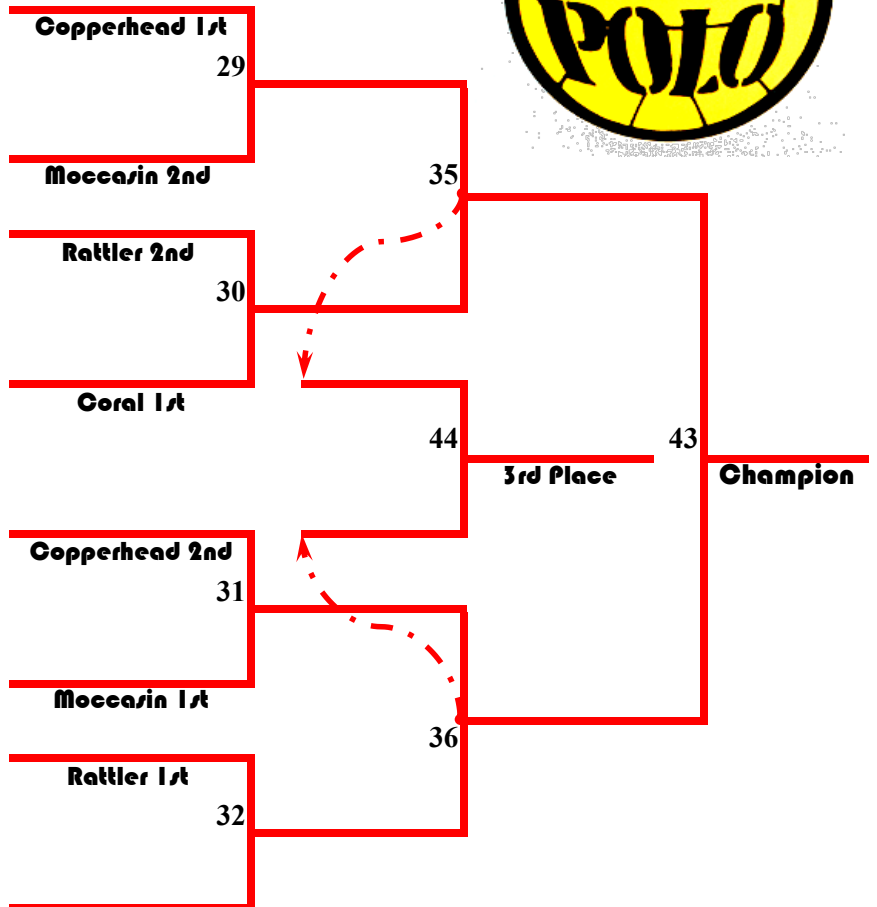 POLO
Copperhead 1st
29
Moccasin 2nd
35
Rattler 2nd
30
Coral 1st
44
43
3rd Place
Champion
Copperhead 2nd
31
Moccasin 1st
36
Rattler 1st
32